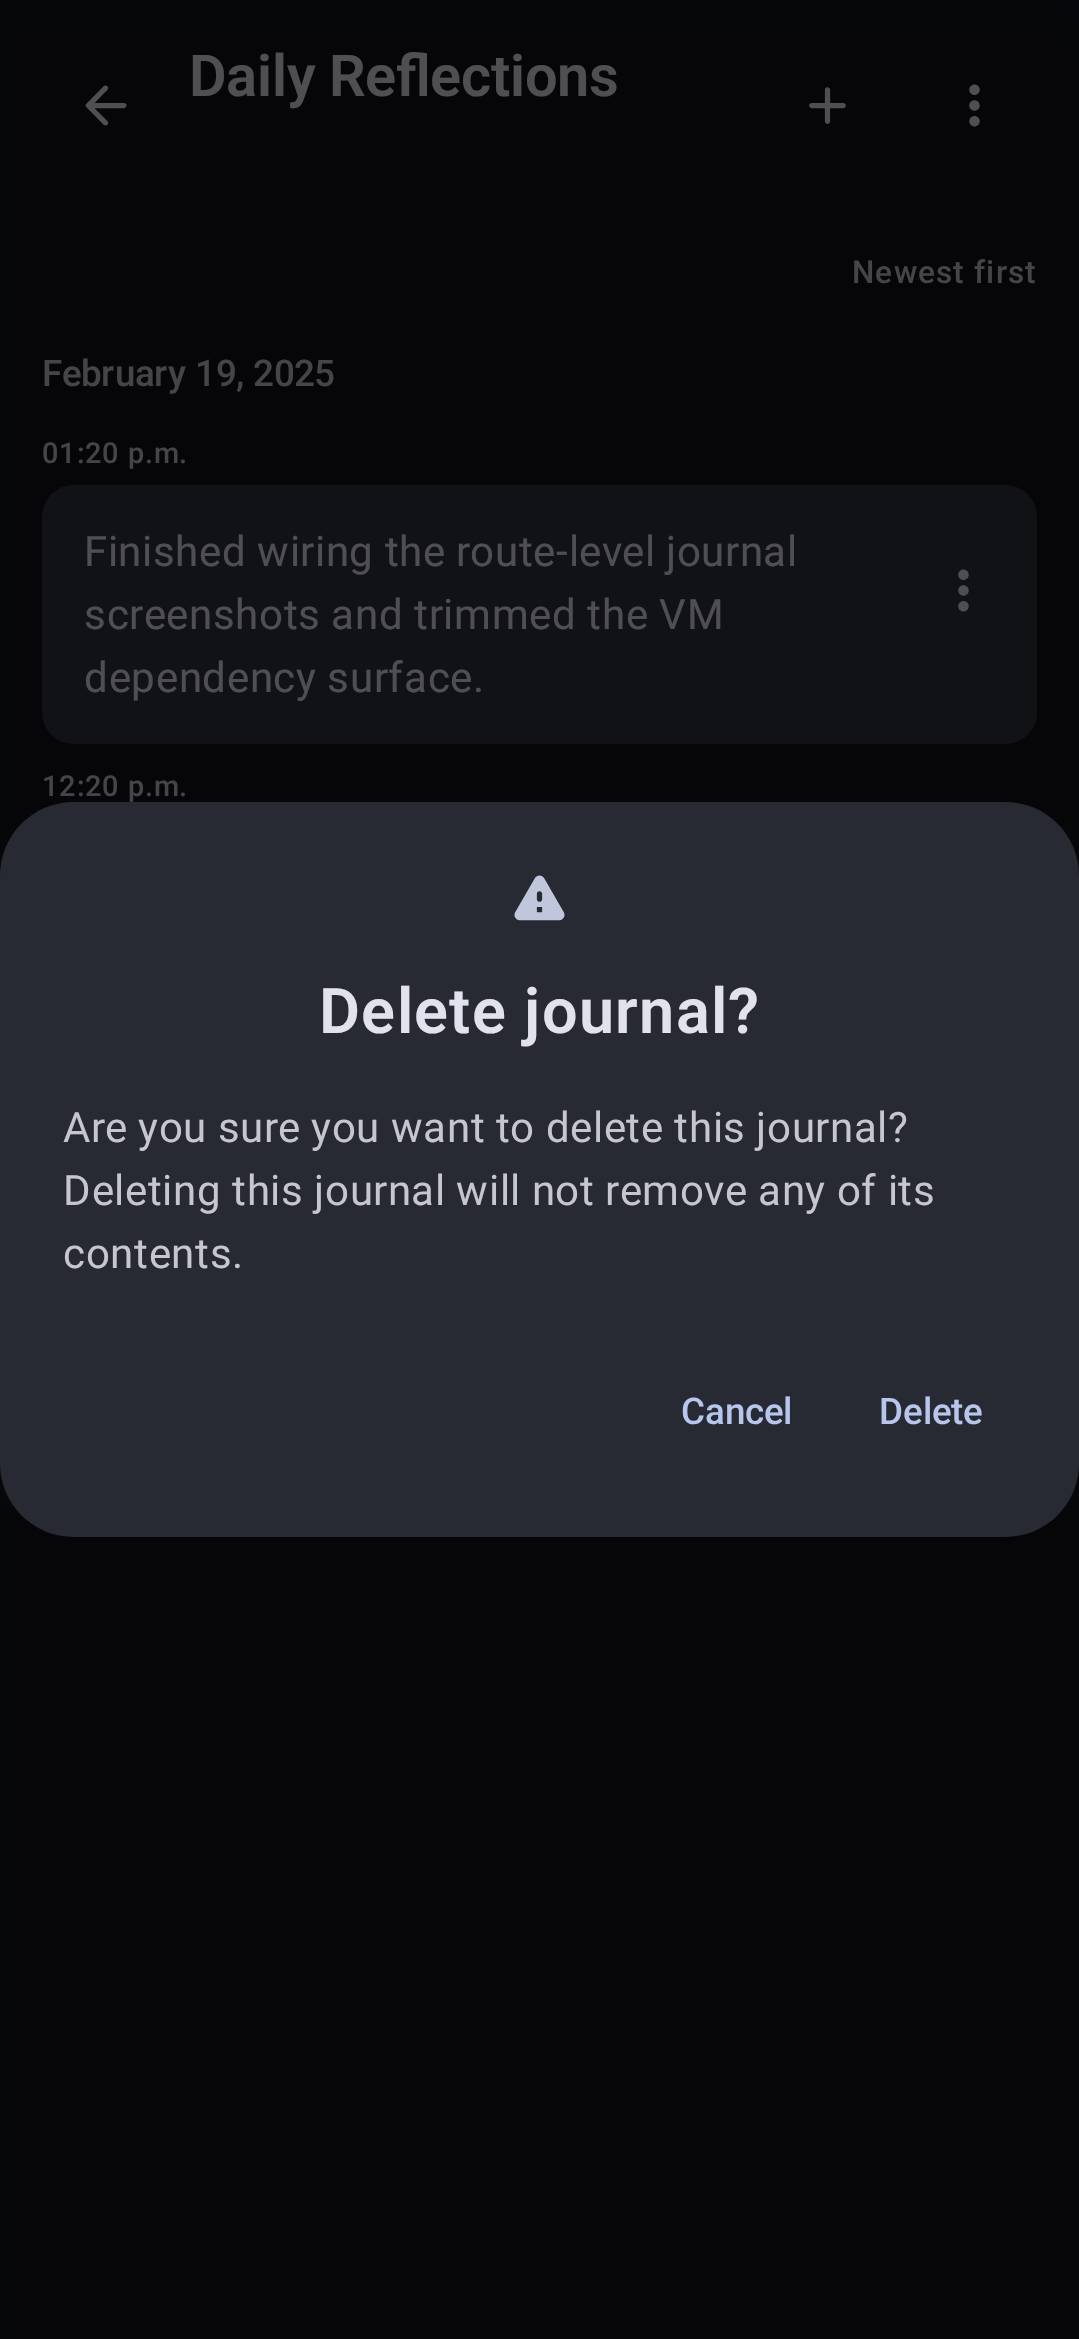 Daily Reflections
Newest first
February 19, 2025
01:20 p.m.
Finished wiring the route-level journal
screenshots and trimmed the VM
dependency surface.
12:20 p.m.
Delete journal?
Are you sure you want to delete this journal?
Deleting this journal will not remove any of its
contents.
Cancel Delete